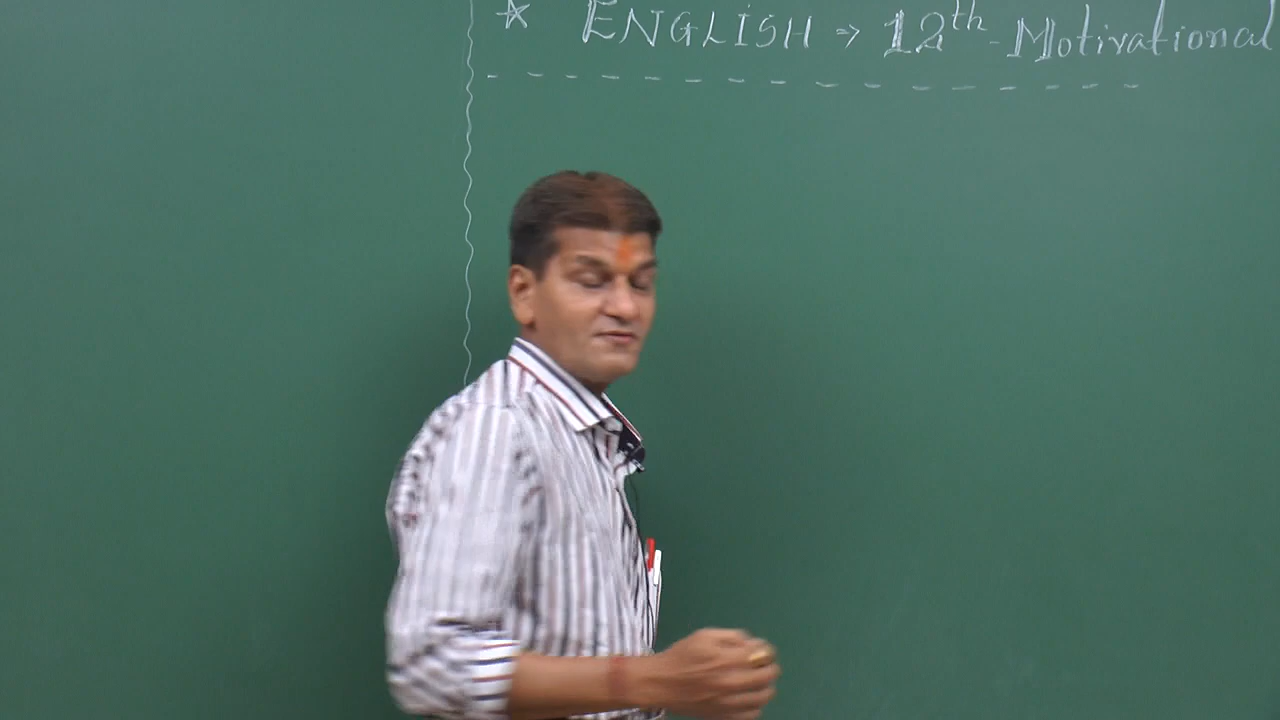 * ENGLISH → 12th - Motivational